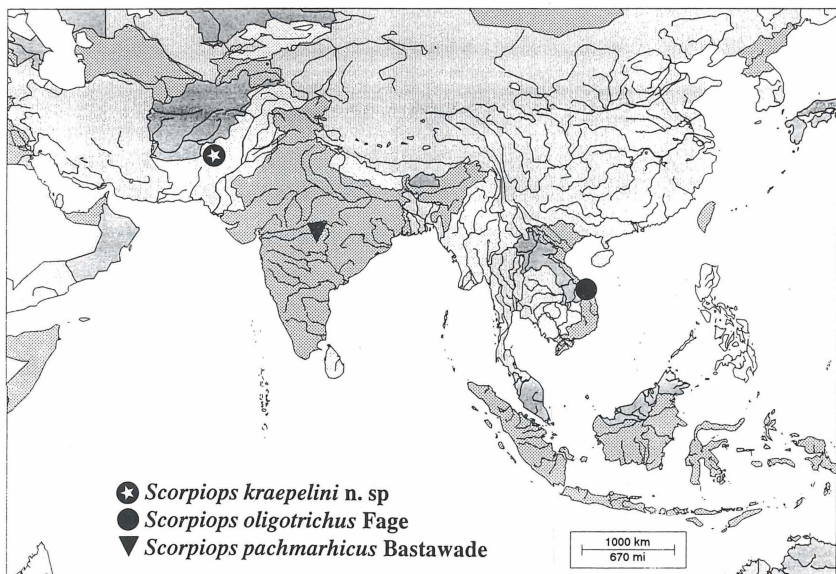 Scorpiops kraepelini n. sp
Scorpiops oligotrichus Fage
Scorpiops pachmarhicus Bastawade
1000 km
670 mi